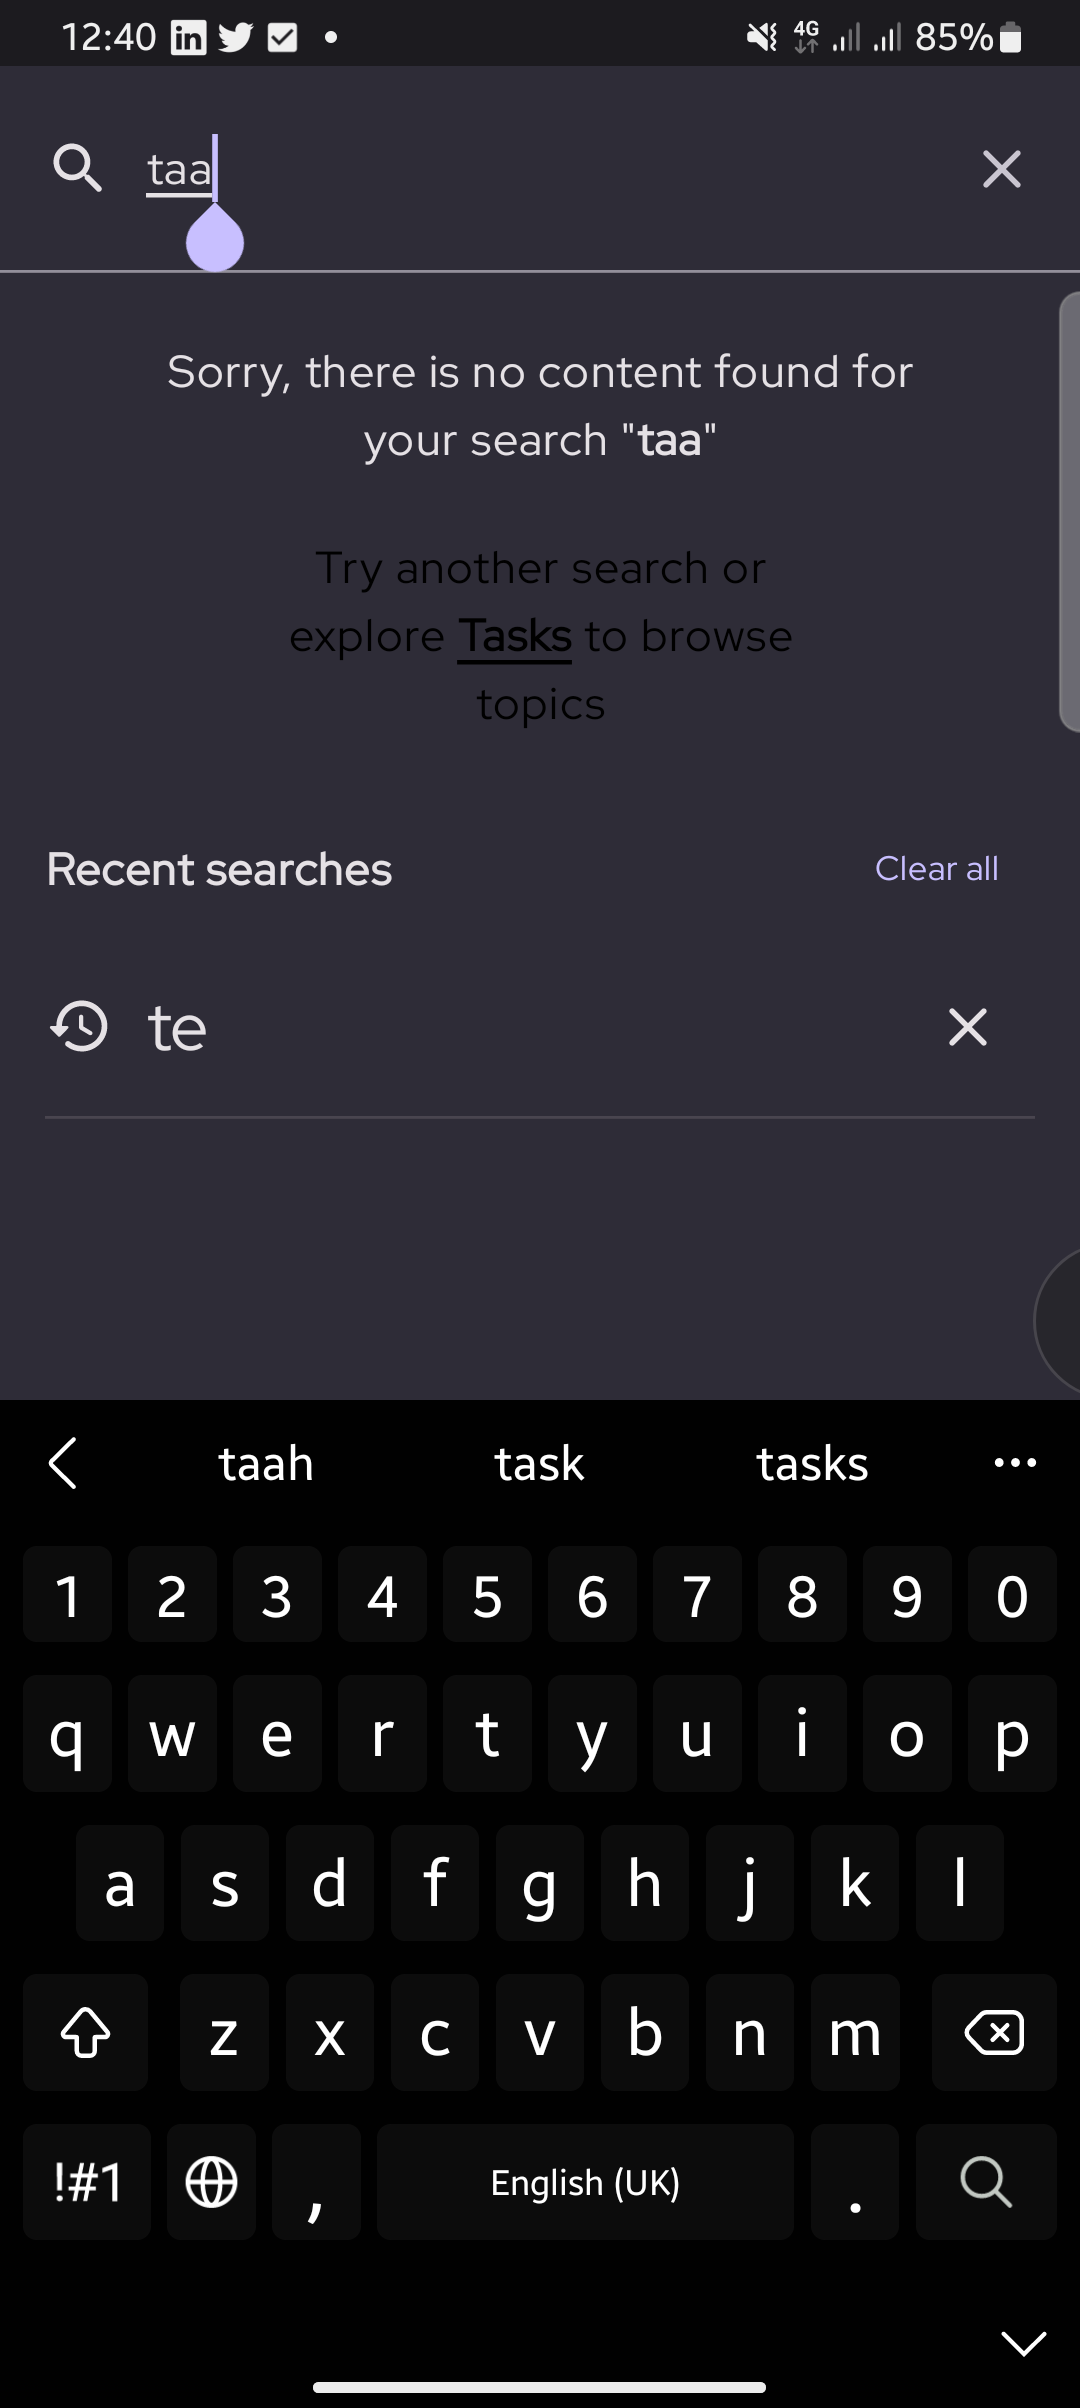 12:40 in 4G 85%
taa
Sorry, there is no content found for
your search "taa"
Try another search or
explore Tasks to browse
topics
Recent searches Clear all
te
taah task tasks ...
1 2 3 4 5 6 7 8 9 0
q w e r t y u i o p
a s d f g h j k l
z x c v b n m
!#1 , English (UK) .